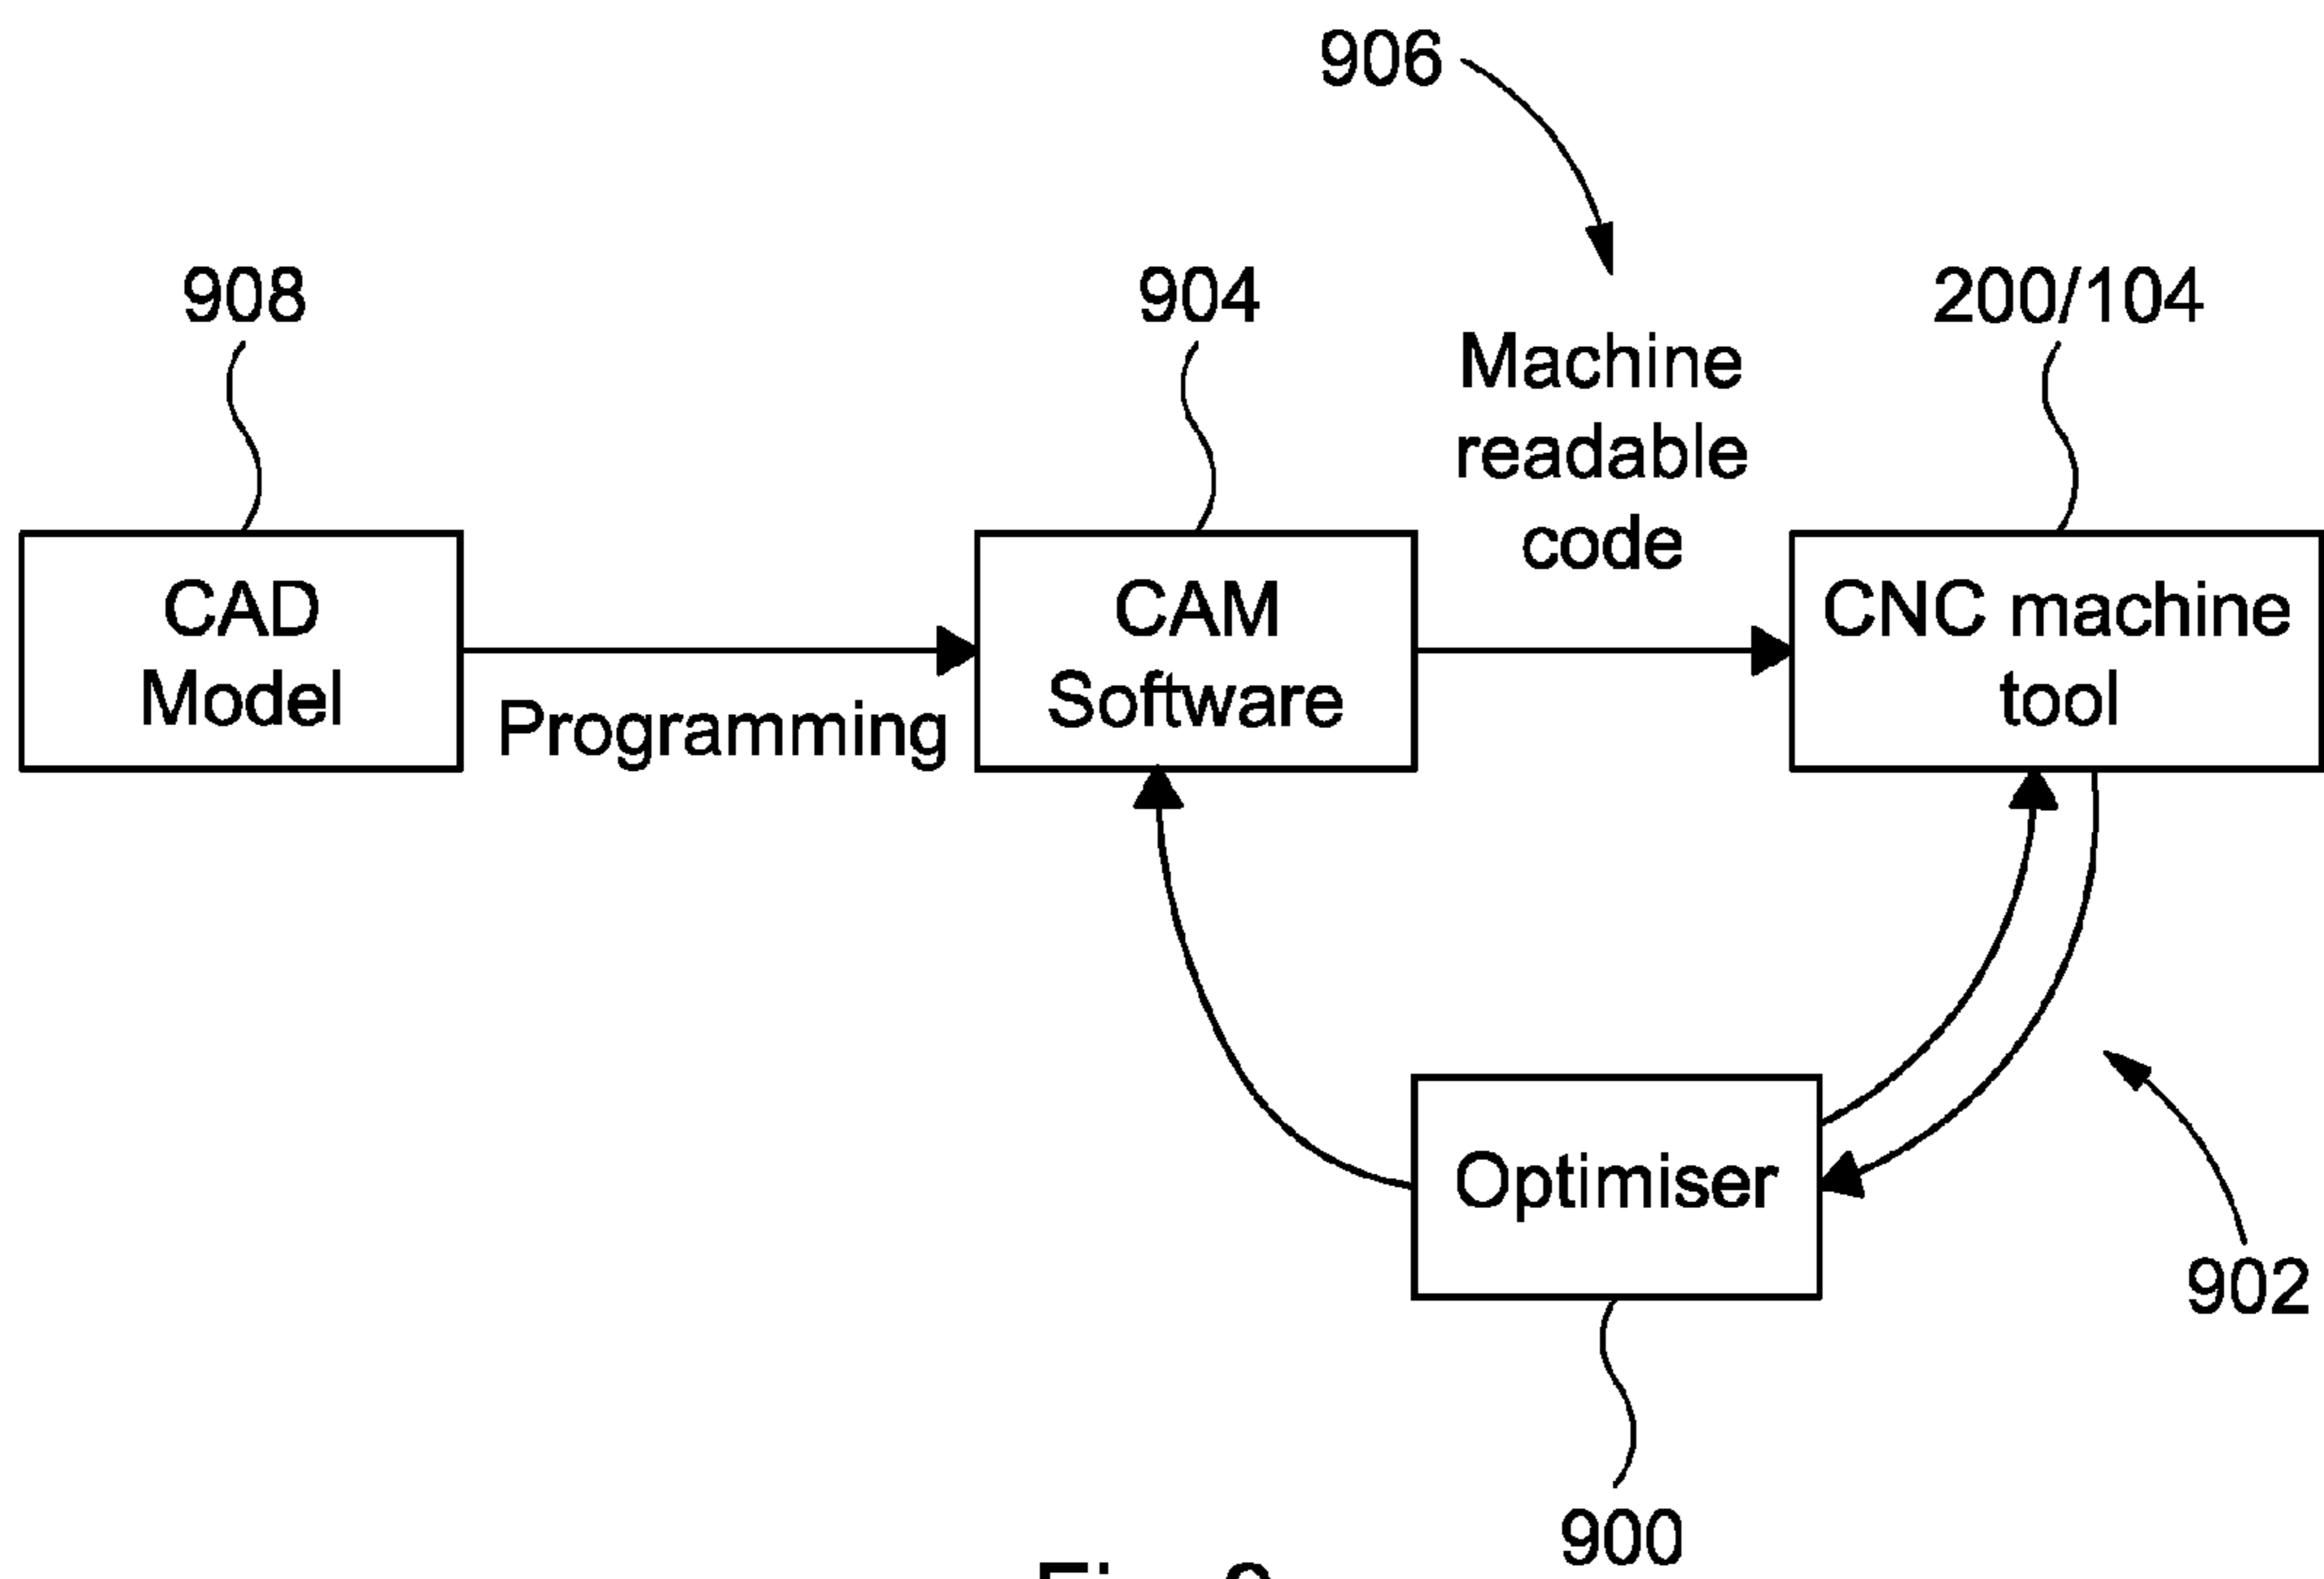 906
908
904
200/104
Machine
readable
code
CAD
Model
Programming
CAM
Software
CNC machine
tool
Optimiser
902
900